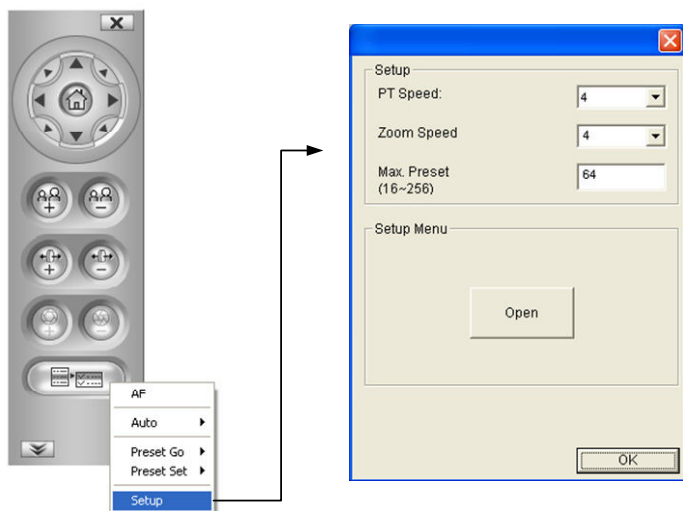 AF
Auto
Preset Go
Preset Set
Setup
Setup
PT Speed:
4
Zoom Speed
4
Max. Preset
64
(16~256)
Setup Menu
Open
OK